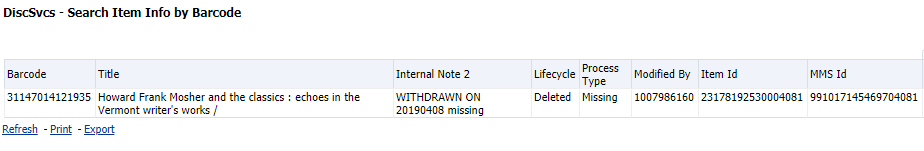 DiscSvcs - Search Item Info by Barcode
Barcode Title Internal Note 2 Lifecycle Process Type Modified By Item Id MMS Id
31147014121935 Howard Frank Mosher and the classics : echoes in the Vermont writer's works / WITHDRAWN ON 20190408 missing Deleted Missing 1007986160 23178192530004081 991017145469704081
Refresh - Print - Export